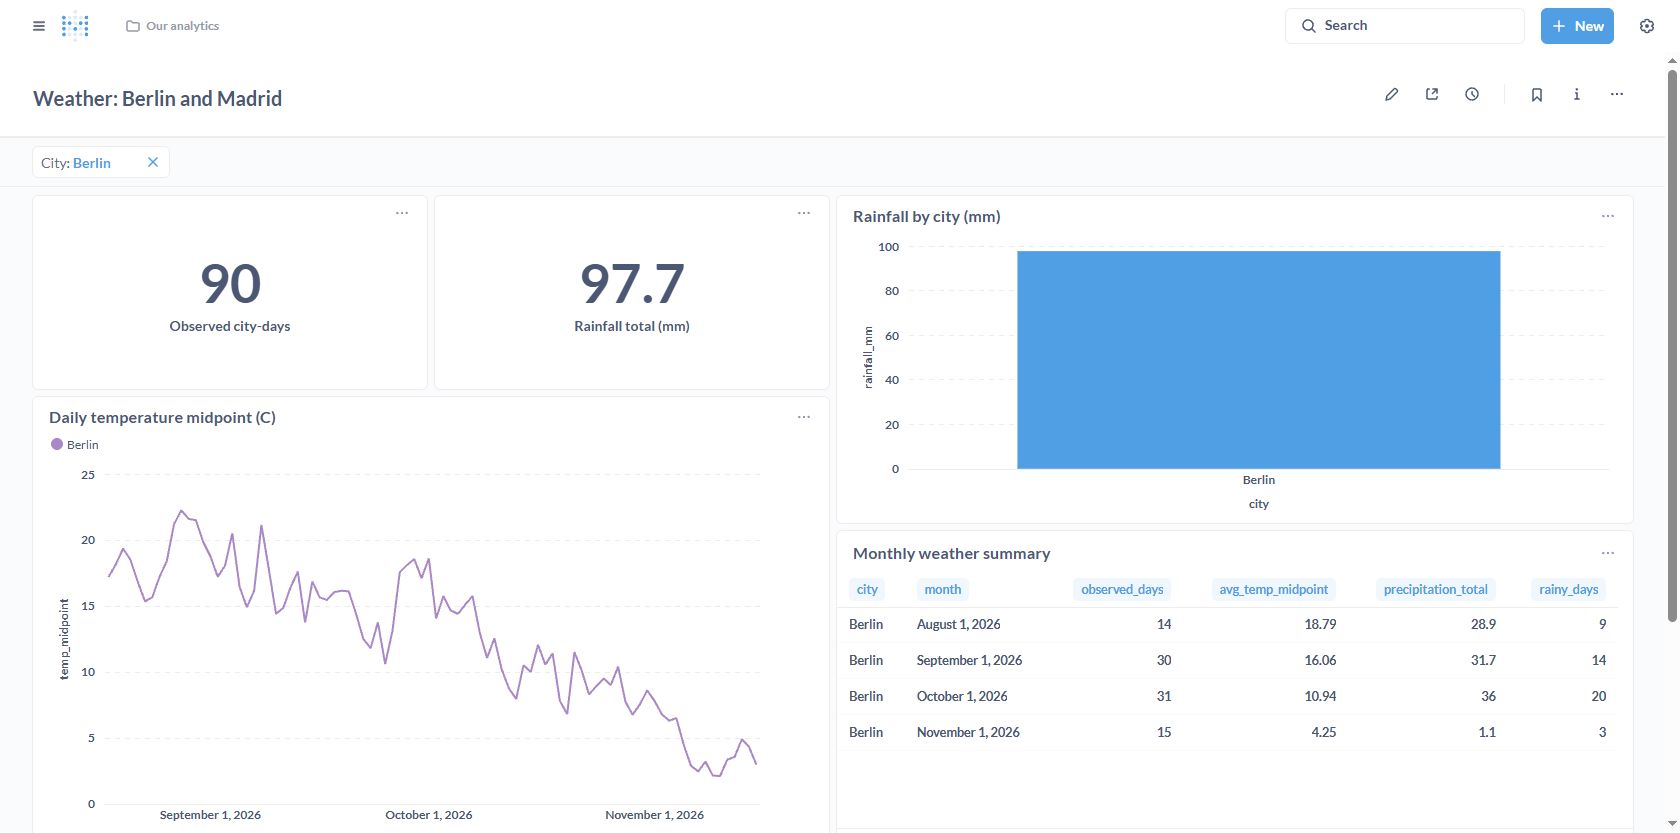 Our analytics
Search
New
Weather: Berlin and Madrid
City: Berlin
90
Observed city-days
97.7
Rainfall total (mm)
Rainfall by city (mm)
100
80
60
40
20
0
rainfall_mm
Berlin
city
Daily temperature midpoint (C)
Berlin
25
20
15
10
5
0
temp_midpoint
September 1, 2026 October 1, 2026 November 1, 2026
Monthly weather summary
city month observed_days avg_temp_midpoint precipitation_total rainy_days
Berlin August 1, 2026 14 18.79 28.9 9
Berlin September 1, 2026 30 16.06 31.7 14
Berlin October 1, 2026 31 10.94 36 20
Berlin November 1, 2026 15 4.25 1.1 3